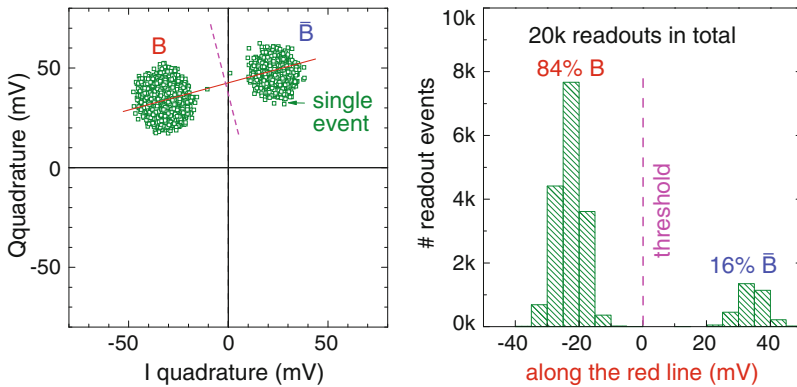 B
B̄
single
event
50
0
-50
-50
0
50
Qquadrature (mV)
I quadrature (mV)
20k readouts in total
84% B
threshold
16% B̄
10k
8k
6k
4k
2k
0k
-40
-20
0
20
40
# readout events
along the red line (mV)